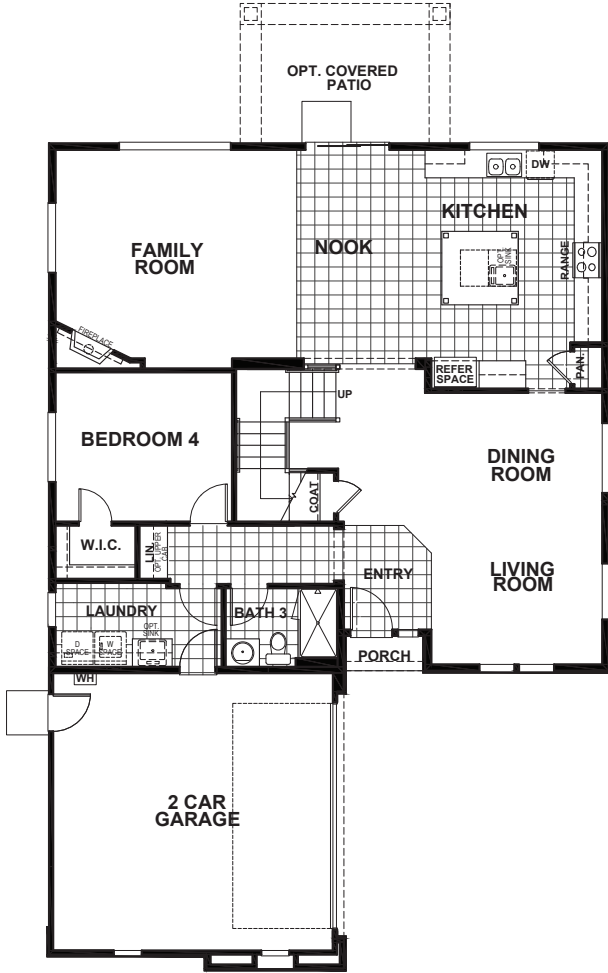 OPT. COVERED
PATIO
DW
KITCHEN
FAMILY
ROOM
NOOK
OPT.
SINK
RANGE
FIREPLACE
REFER
SPACE
PAN.
UP
BEDROOM 4
DINING
ROOM
COAT
W.I.C.
LIN.
OPT. UPPER
CAB
ENTRY
LIVING
ROOM
LAUNDRY
BATH 3
OPT.
SINK
D
SPACE
W
SPACE
PORCH
WH
2 CAR
GARAGE